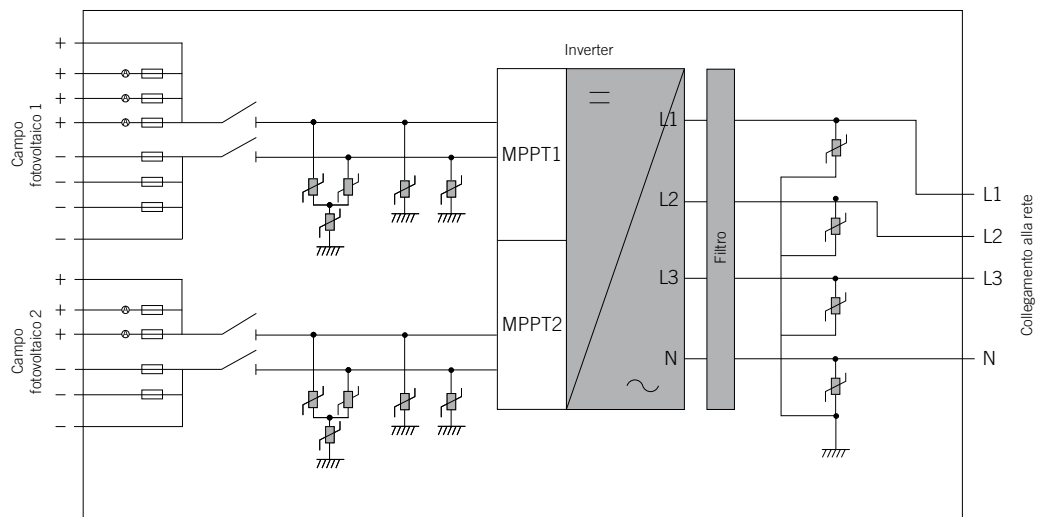 Inverter
Campo
fotovoltaico 1
+
+
+
+
−
−
−
−
MPPT1
L1
L2
L3
N
Filtro
L1
L2
L3
N
Collegamento alla rete
Campo
fotovoltaico 2
+
+
+
−
−
−
MPPT2